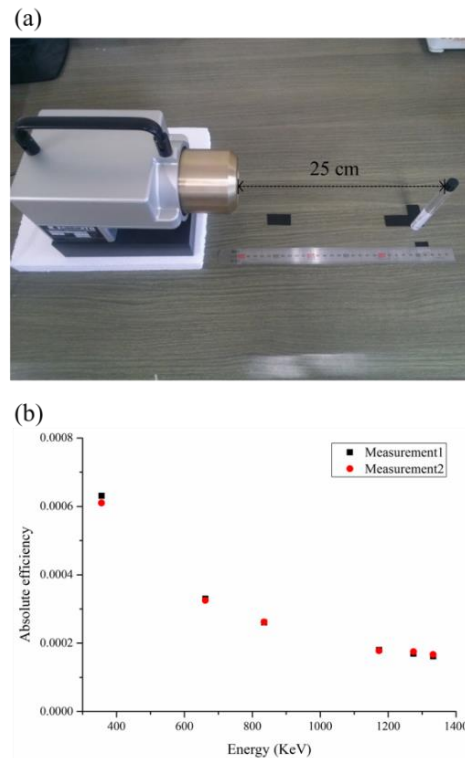 (a)
25 cm
(b)
0.0008
0.0006
0.0004
0.0002
0.0000
Absolute efficiency
Measurement1
Measurement2
400
600
800
1000
1200
1400
Energy (KeV)